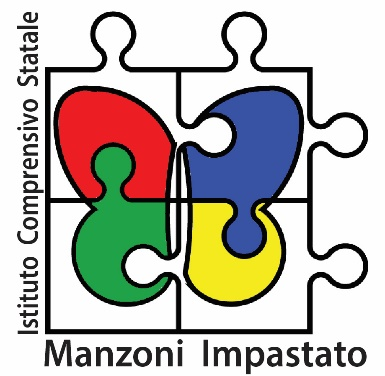 Istituto Comprensivo Statale
Manzoni Impastato